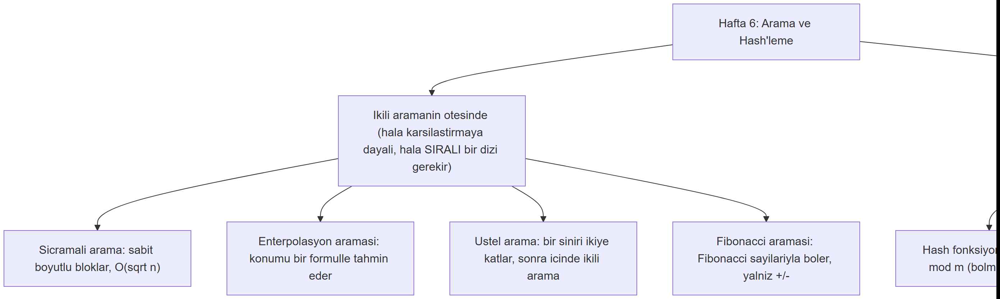 Hafta 6: Arama ve
Hash'leme
Ikili aramanin otesinde
(hala karsilastirmaya
dayali, hala SIRALI bir dizi
gerekir)
Sicramali arama: sabit
boyutlu bloklar, O(sqrt n)
Enterpolasyon aramasi:
konumu bir formulle tahmin
eder
Ustel arama: bir siniri ikiye
katlar, sonra icinde ikili
arama
Fibonacci aramasi:
Fibonacci sayilariyla boler,
yalniz +/-
Hash
mod m